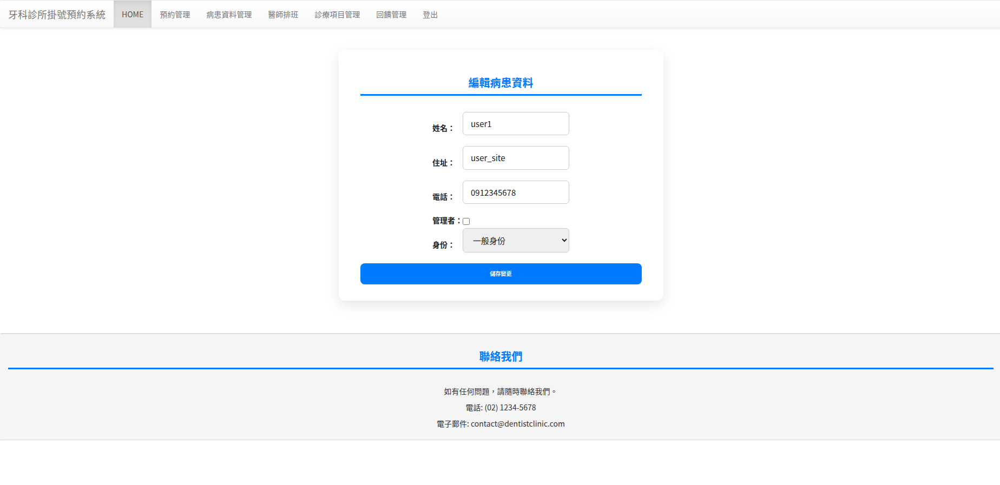 牙科診所掛號預約系統 HOME 預約管理 病患資料管理 醫師排班 診療項目管理 回饋管理 登出
編輯病患資料
姓名： user1
住址： user_site
電話： 0912345678
管理者：
身份： 一般身份
儲存變更
聯絡我們
如有任何問題，請隨時聯絡我們。
電話: (02) 1234-5678
電子郵件: contact@dentistclinic.com